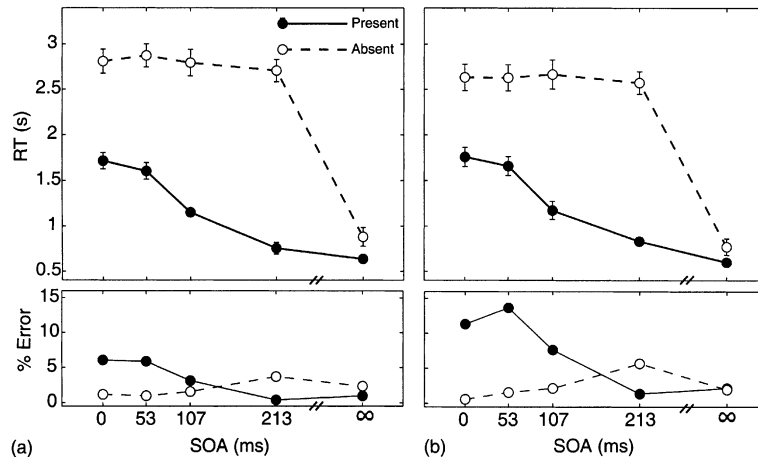 Present
Absent
3
2.5
2
1.5
1
0.5
RT (s)
15
10
5
0
% Error
0 53 107 213 ∞
0 53 107 213 ∞
(a) SOA (ms) (b) SOA (ms)